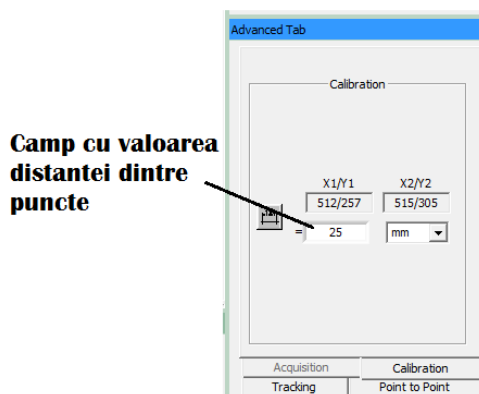 Advanced Tab
Calibration
Camp cu valoarea
distantei dintre
puncte
X1/Y1 X2/Y2
512/257 515/305
= 25 mm
Acquisition Calibration
Tracking Point to Point